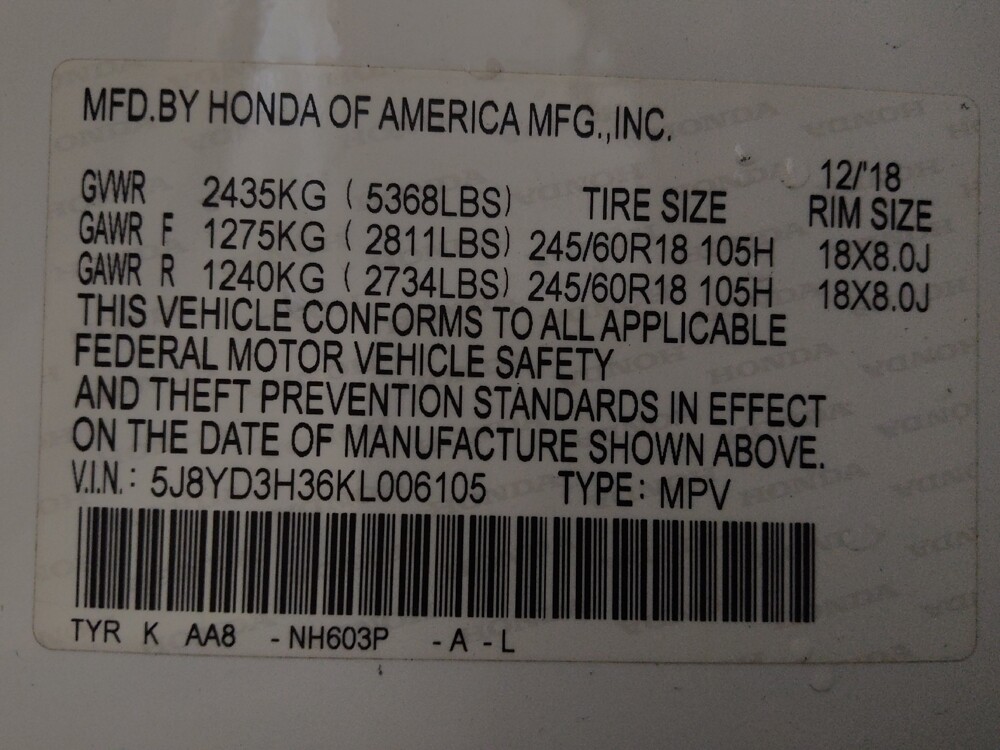 MFD.BY HONDA OF AMERICA MFG.,INC.
12/'18
GVWR 2435KG ( 5368LBS) TIRE SIZE RIM SIZE
GAWR F 1275KG ( 2811LBS) 245/60R18 105H 18X8.0J
GAWR R 1240KG ( 2734LBS) 245/60R18 105H 18X8.0J
THIS VEHICLE CONFORMS TO ALL APPLICABLE
FEDERAL MOTOR VEHICLE SAFETY
AND THEFT PREVENTION STANDARDS IN EFFECT
ON THE DATE OF MANUFACTURE SHOWN ABOVE.
V.I.N.: 5J8YD3H36KL006105 TYPE: MPV
TYR K AA8 -NH603P -A -L